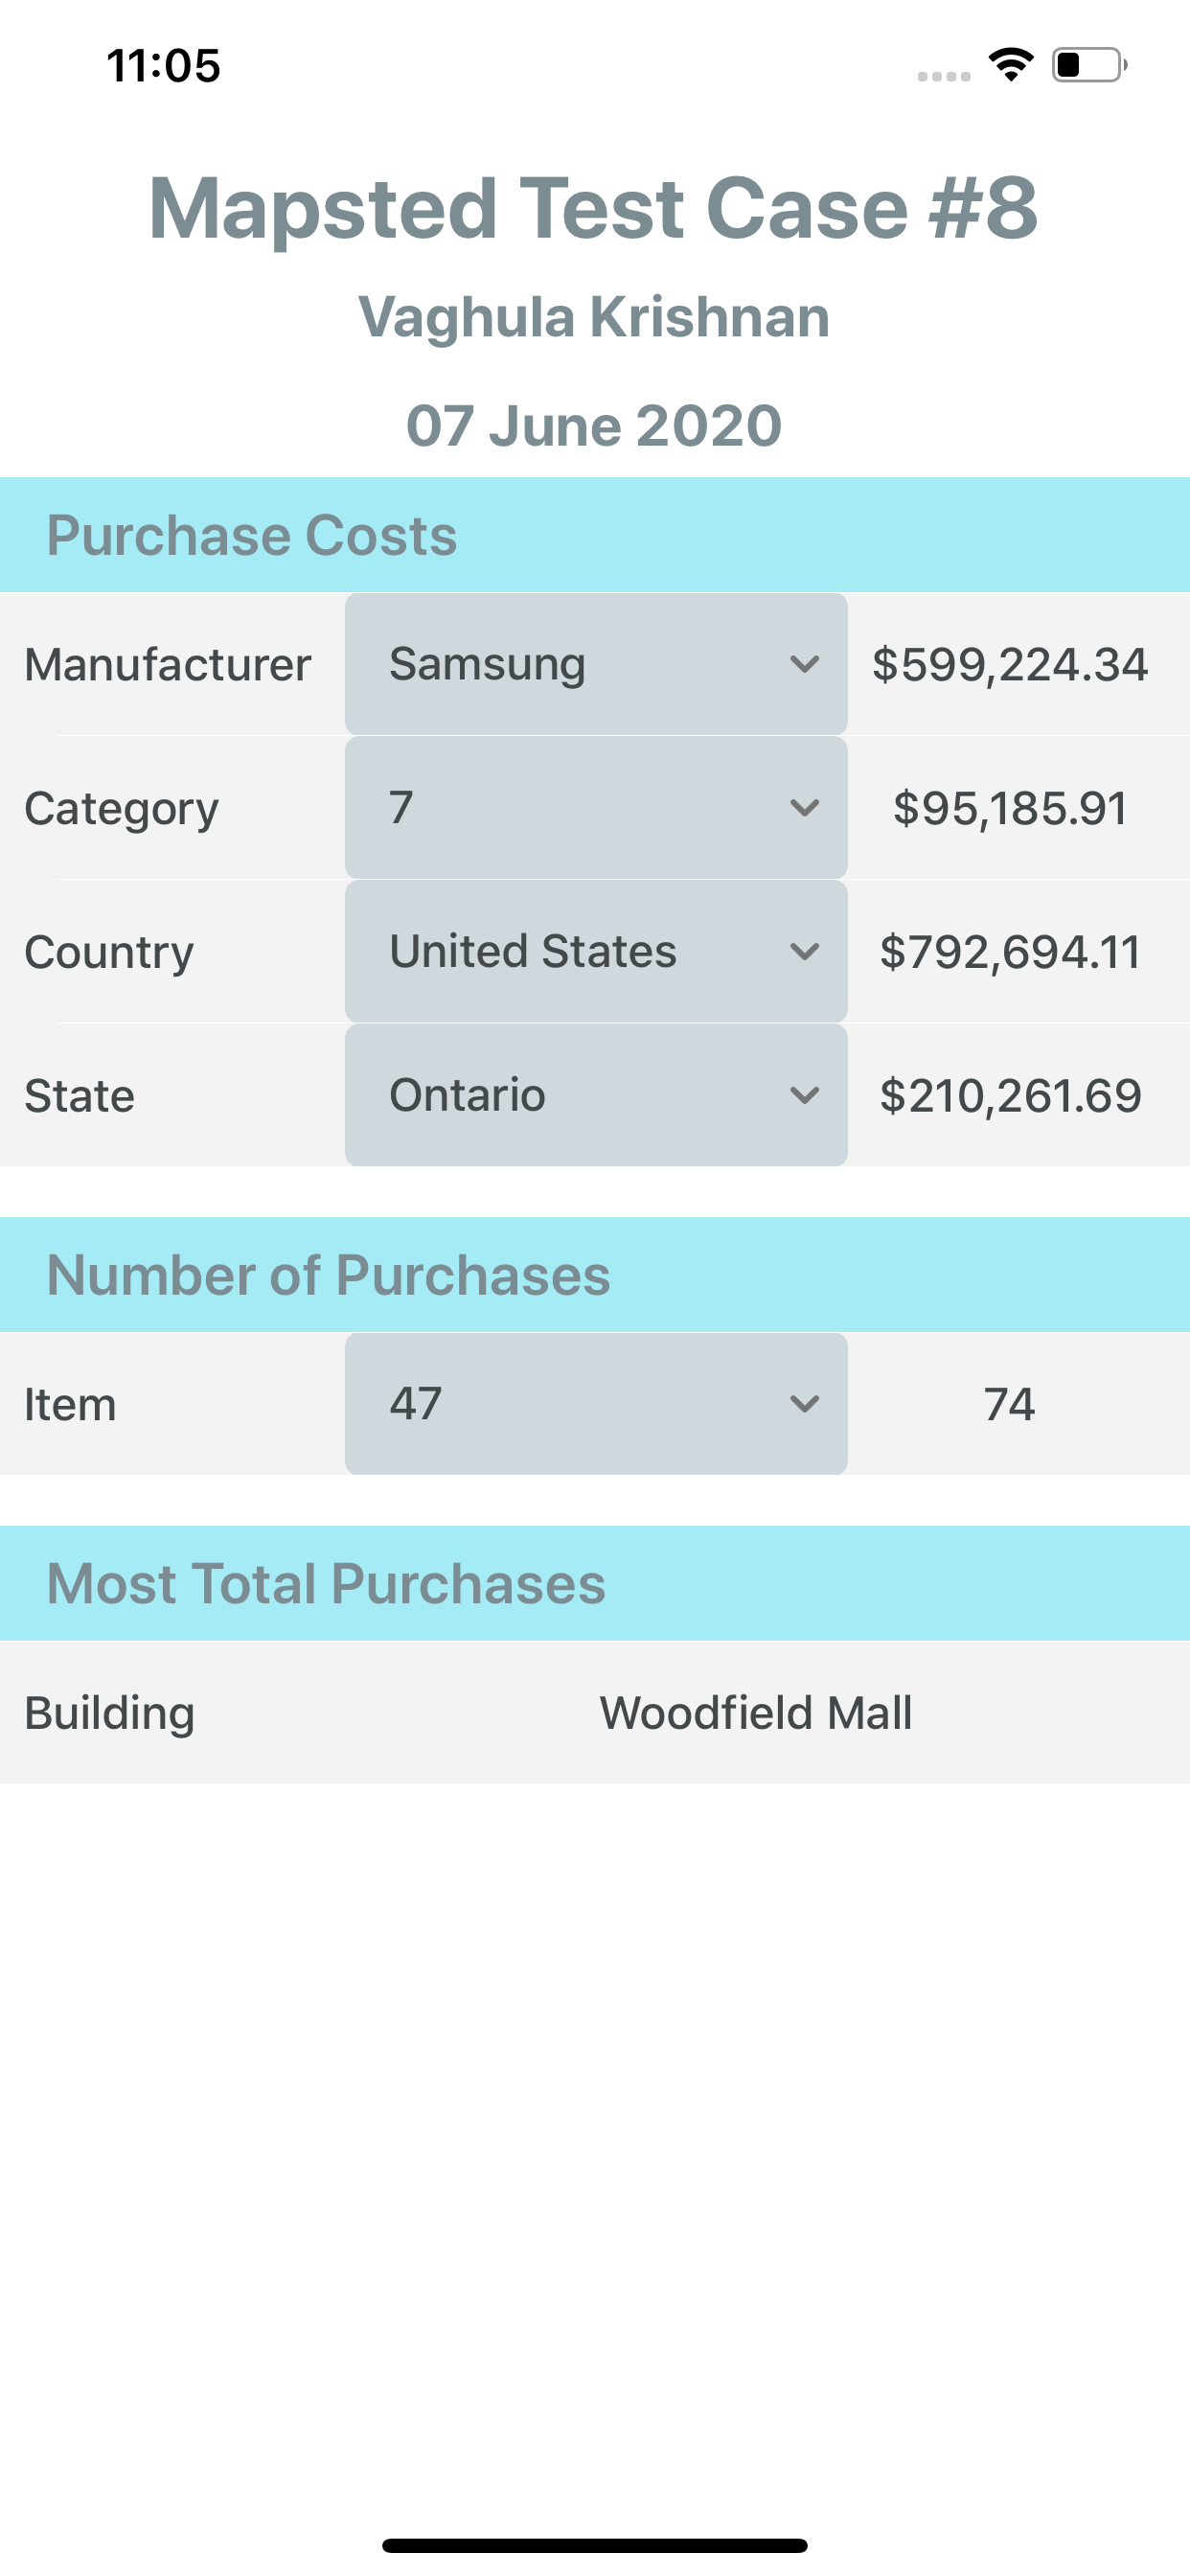 11:05
Mapsted Test Case #8
Vaghula Krishnan
07 June 2020
Purchase Costs
Manufacturer Samsung $599,224.34
Category 7 $95,185.91
Country United States $792,694.11
State Ontario $210,261.69
Number of Purchases
Item 47 74
Most Total Purchases
Building Woodfield Mall